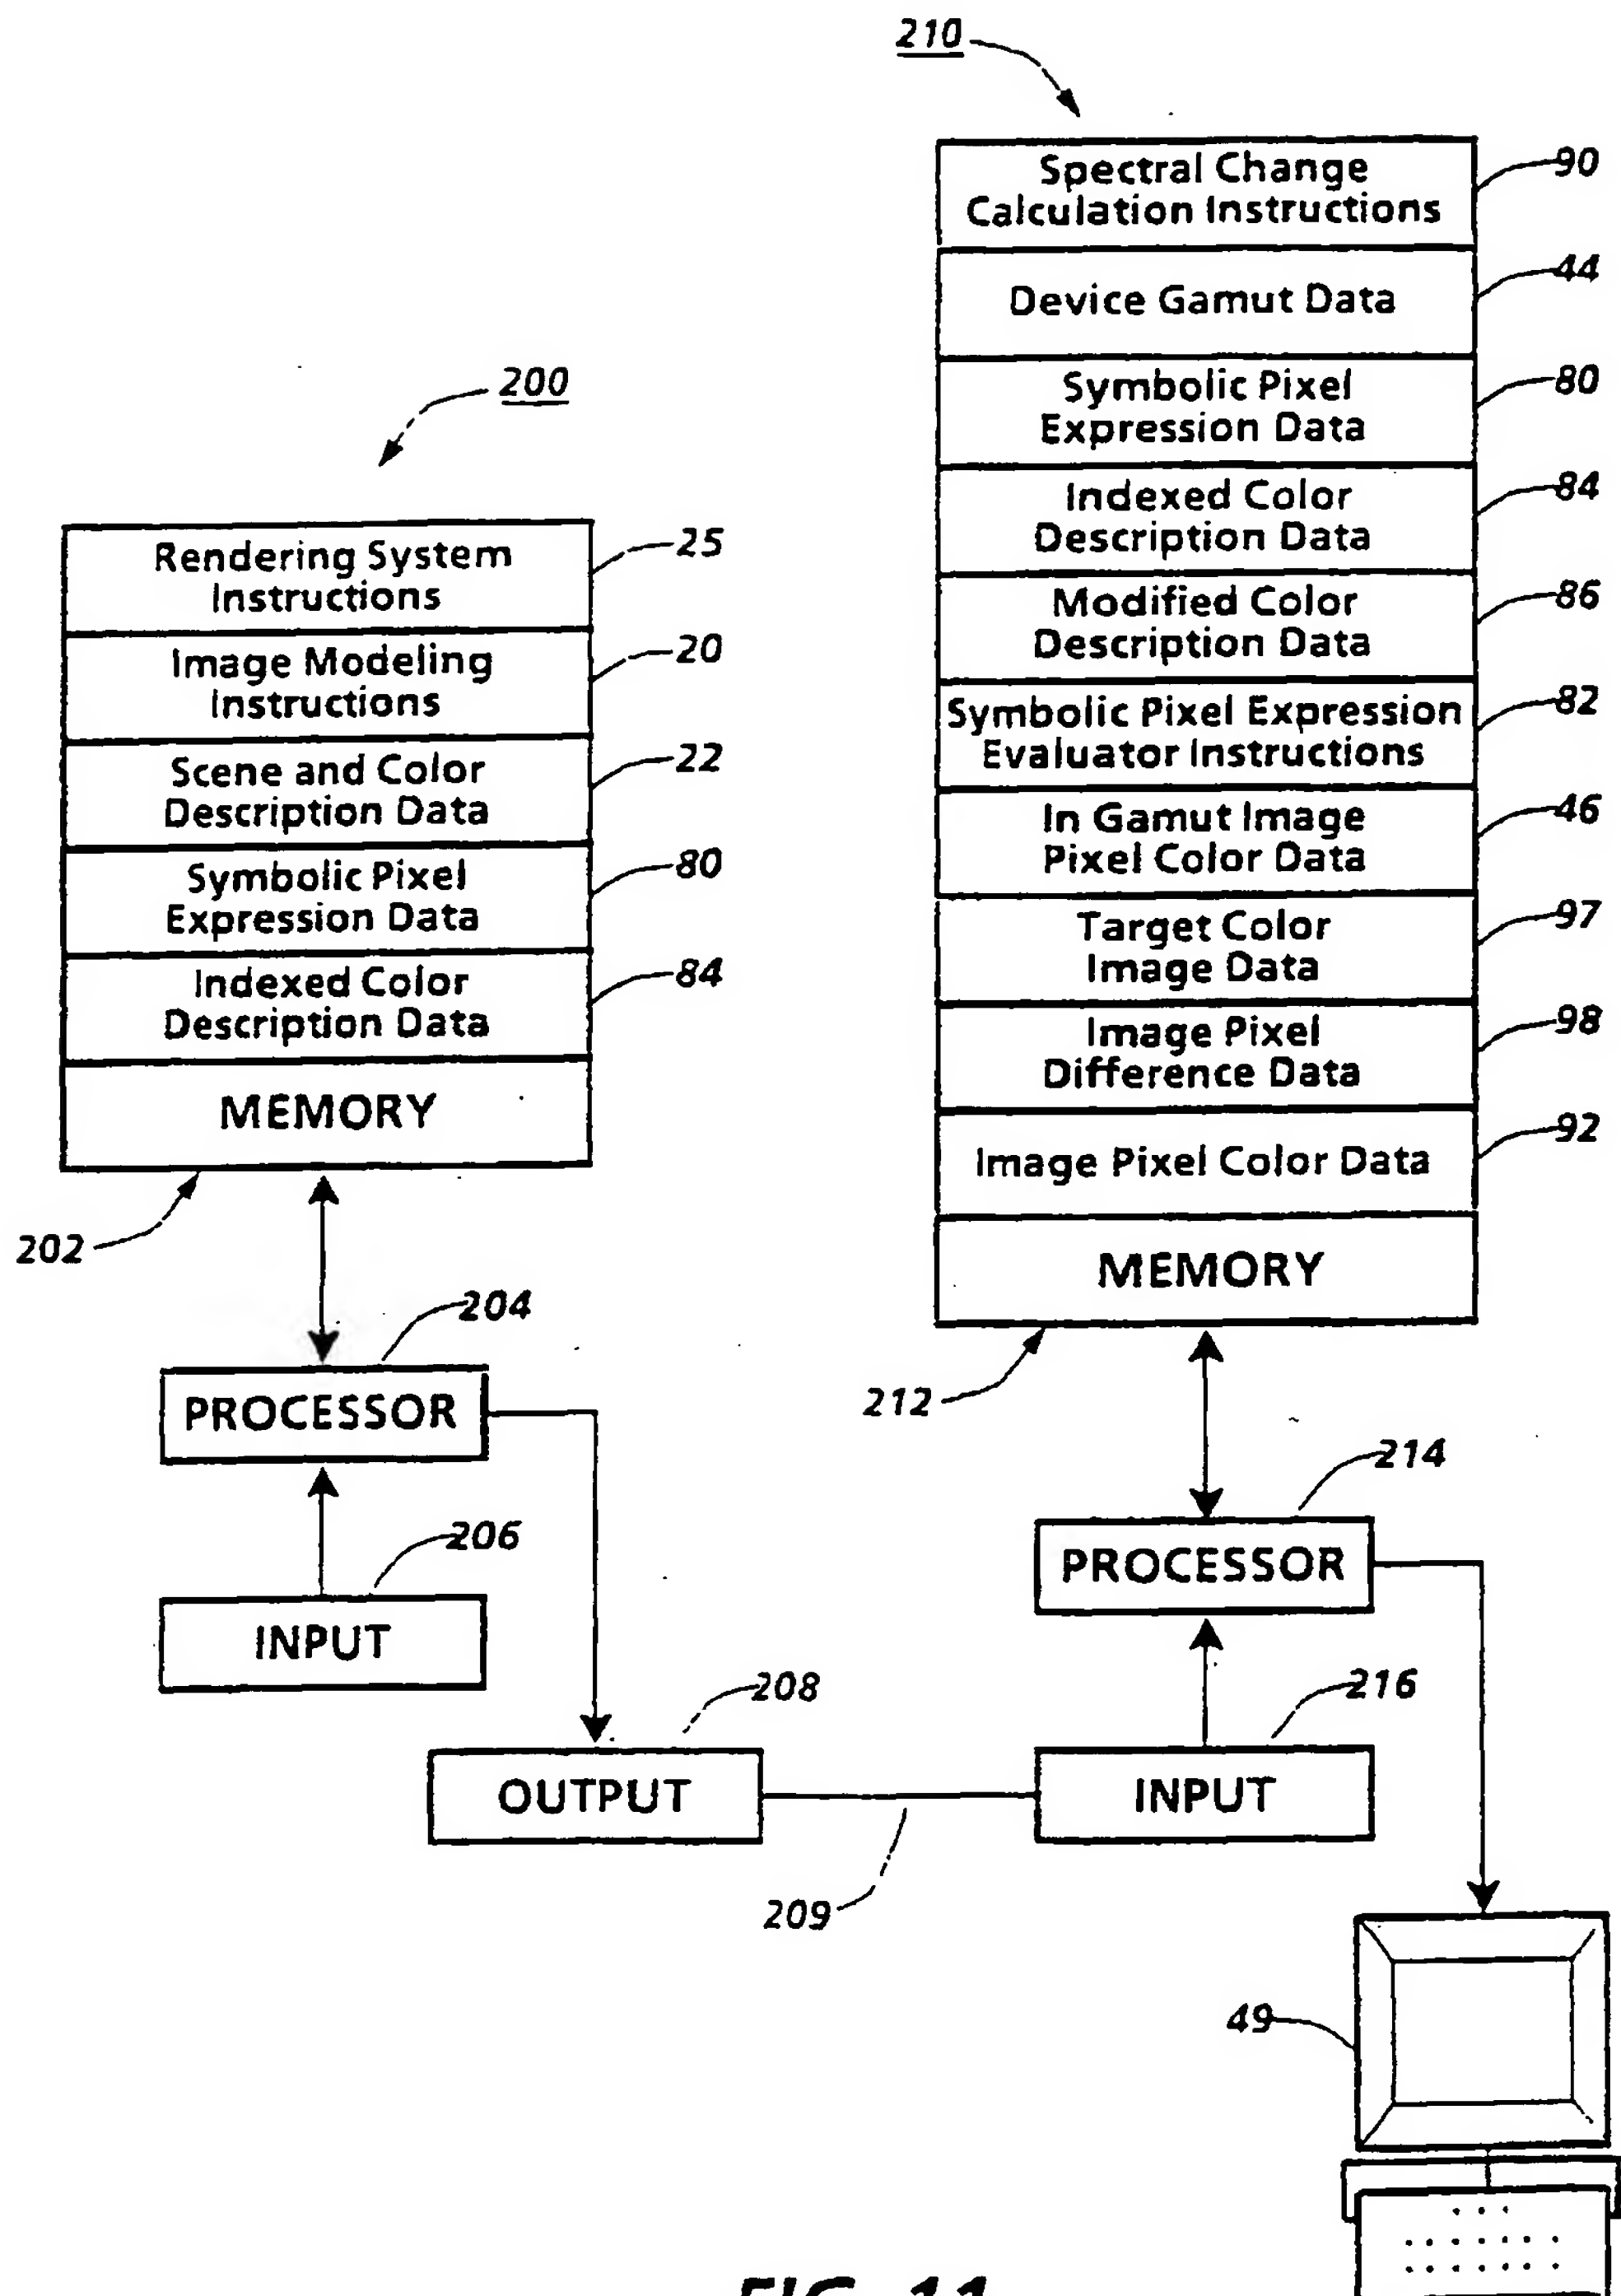 210
Spectral Change
Calculation Instructions
90
Device Gamut Data
44
Symbolic Pixel
Expression Data
80
Indexed Color
Description Data
84
Modified Color
Description Data
86
Symbolic Pixel Expression
Evaluator Instructions
82
In Gamut Image
Pixel Color Data
46
Target Color
Image Data
97
Image Pixel
Difference Data
98
Image Pixel Color Data
92
MEMORY
212
PROCESSOR
214
INPUT
216
200
Rendering System
Instructions
25
Image Modeling
Instructions
20
Scene and Color
Description Data
22
Symbolic Pixel
Expression Data
80
Indexed Color
Description Data
84
MEMORY
202
PROCESSOR
204
INPUT
206
OUTPUT
208
209
49
FIG. 11